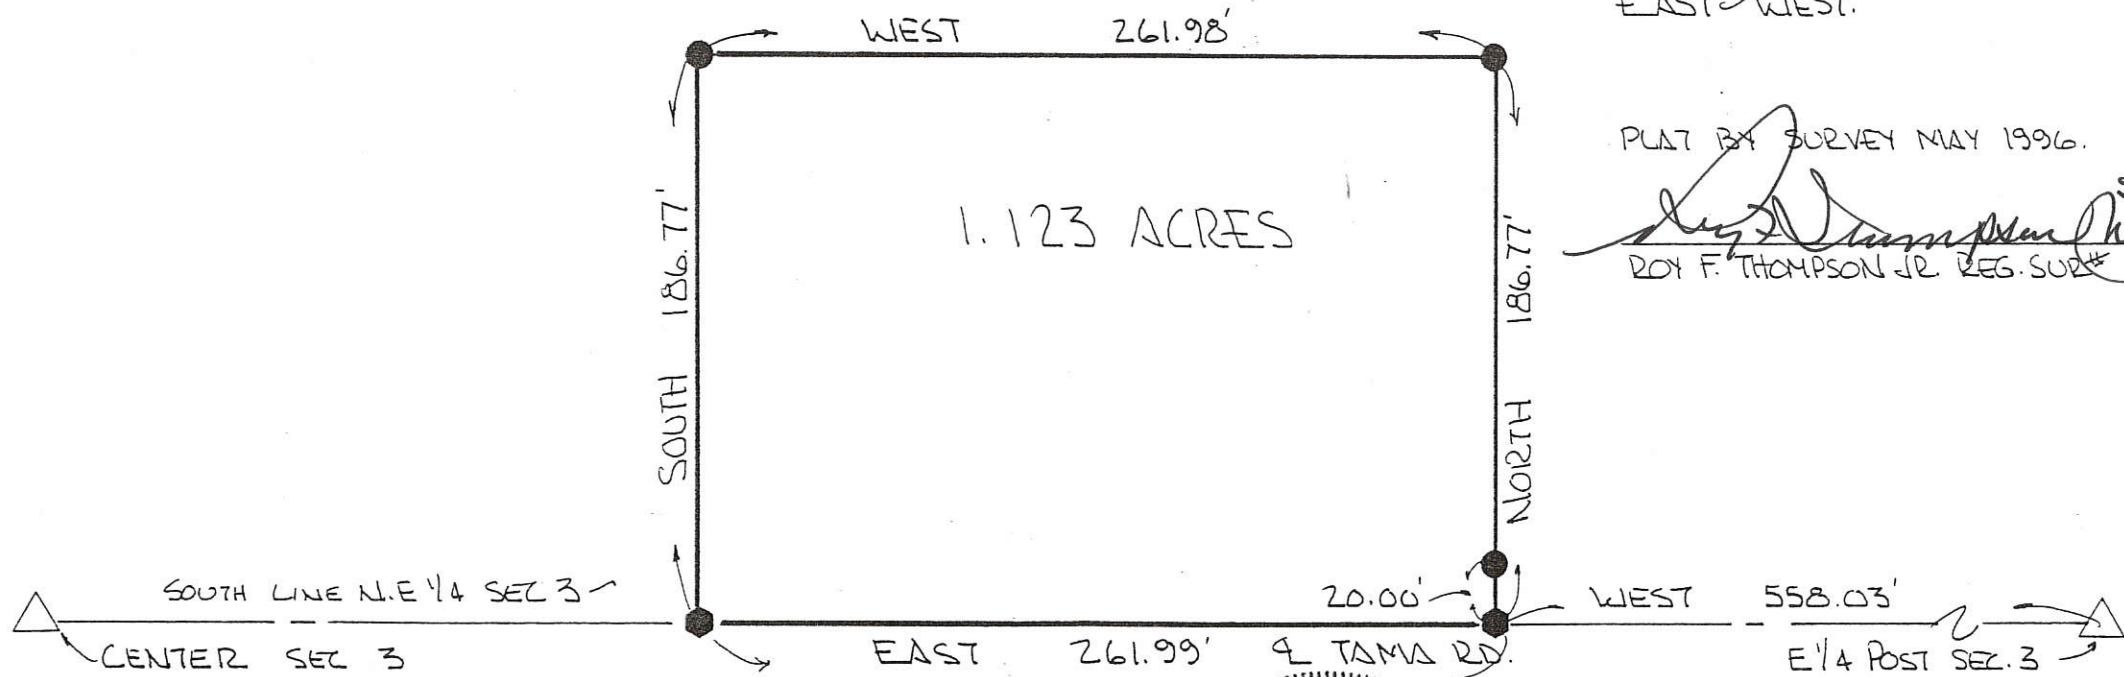 EAST-WEST.
WEST 261.98'
PLAT BY SURVEY MAY 1996.
ROY F. THOMPSON JR. REG. SUR#
1.123 ACRES
SOUTH 186.77'
NORTH 186.77'
SOUTH LINE N.E 1/4 SEC 3
20.00'
WEST 558.03'
CENTER SEC 3
EAST 261.99' ℄ TAMA RD.
E 1/4 POST SEC. 3